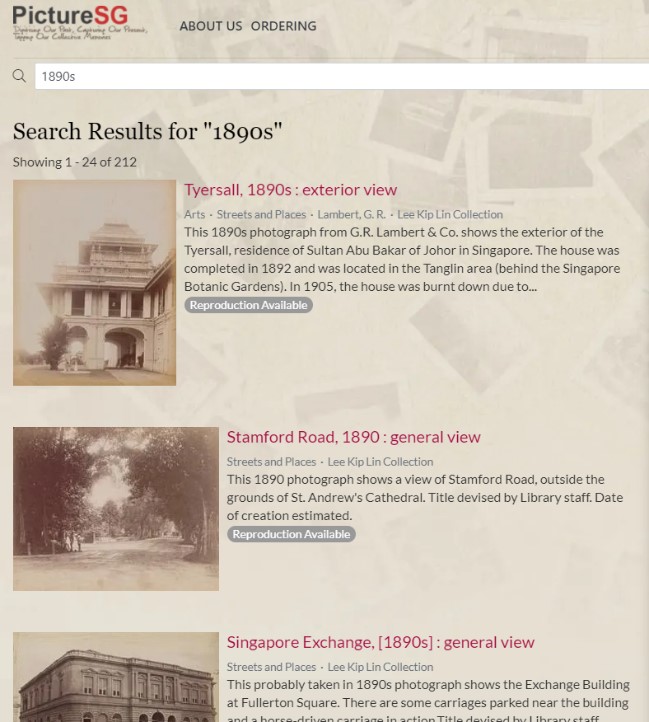 PictureSG
Digitising Our Past, Capturing Our Present,
Tapping Our Collective Memories
ABOUT US ORDERING
1890s
Search Results for "1890s"
Showing 1 - 24 of 212
Tyersall, 1890s : exterior view
Arts · Streets and Places · Lambert, G. R. · Lee Kip Lin Collection
This 1890s photograph from G.R. Lambert & Co. shows the exterior of the
Tyersall, residence of Sultan Abu Bakar of Johor in Singapore. The house was
completed in 1892 and was located in the Tanglin area (behind the Singapore
Botanic Gardens). In 1905, the house was burnt down due to...
Reproduction Available
Stamford Road, 1890 : general view
Streets and Places · Lee Kip Lin Collection
This 1890 photograph shows a view of Stamford Road, outside the
grounds of St. Andrew's Cathedral. Title devised by Library staff. Date
of creation estimated.
Reproduction Available
Singapore Exchange, [1890s] : general view
Streets and Places · Lee Kip Lin Collection
This probably taken in 1890s photograph shows the Exchange Building
at Fullerton Square. There are some carriages parked near the building
and a horse-driven carriage in action.Title devised by Library staff.